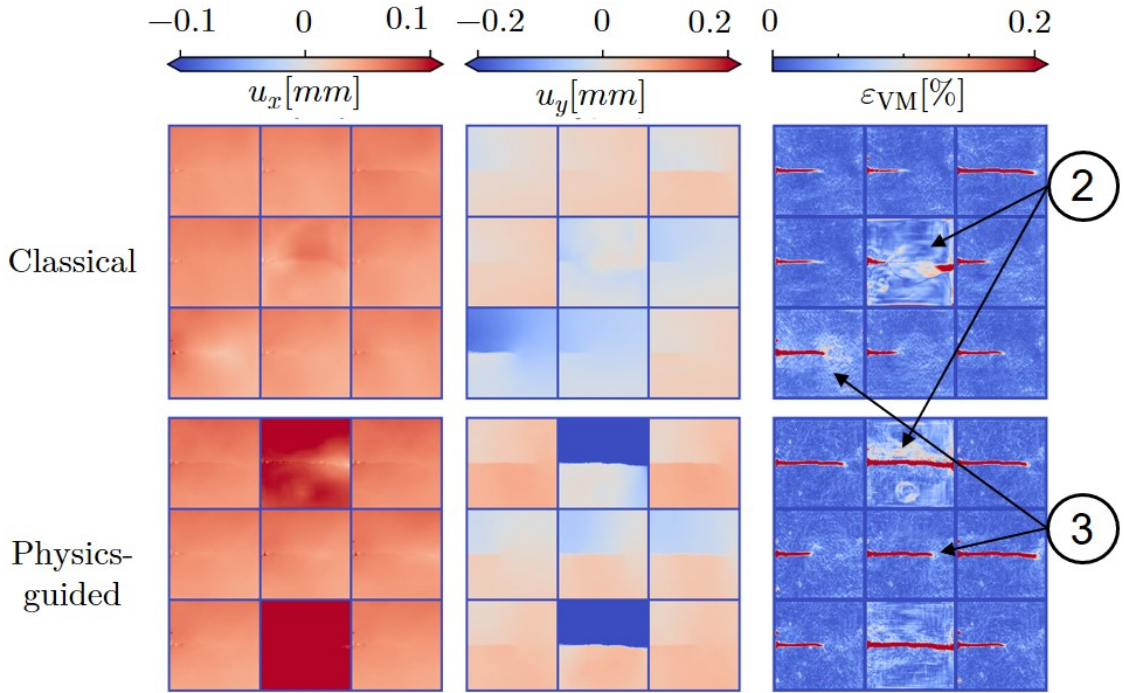 −0.1 0 0.1 −0.2 0 0.2 0 0.2
u_x[mm] u_y[mm] ε_VM[%]
2
Classical
3
Physics-
guided